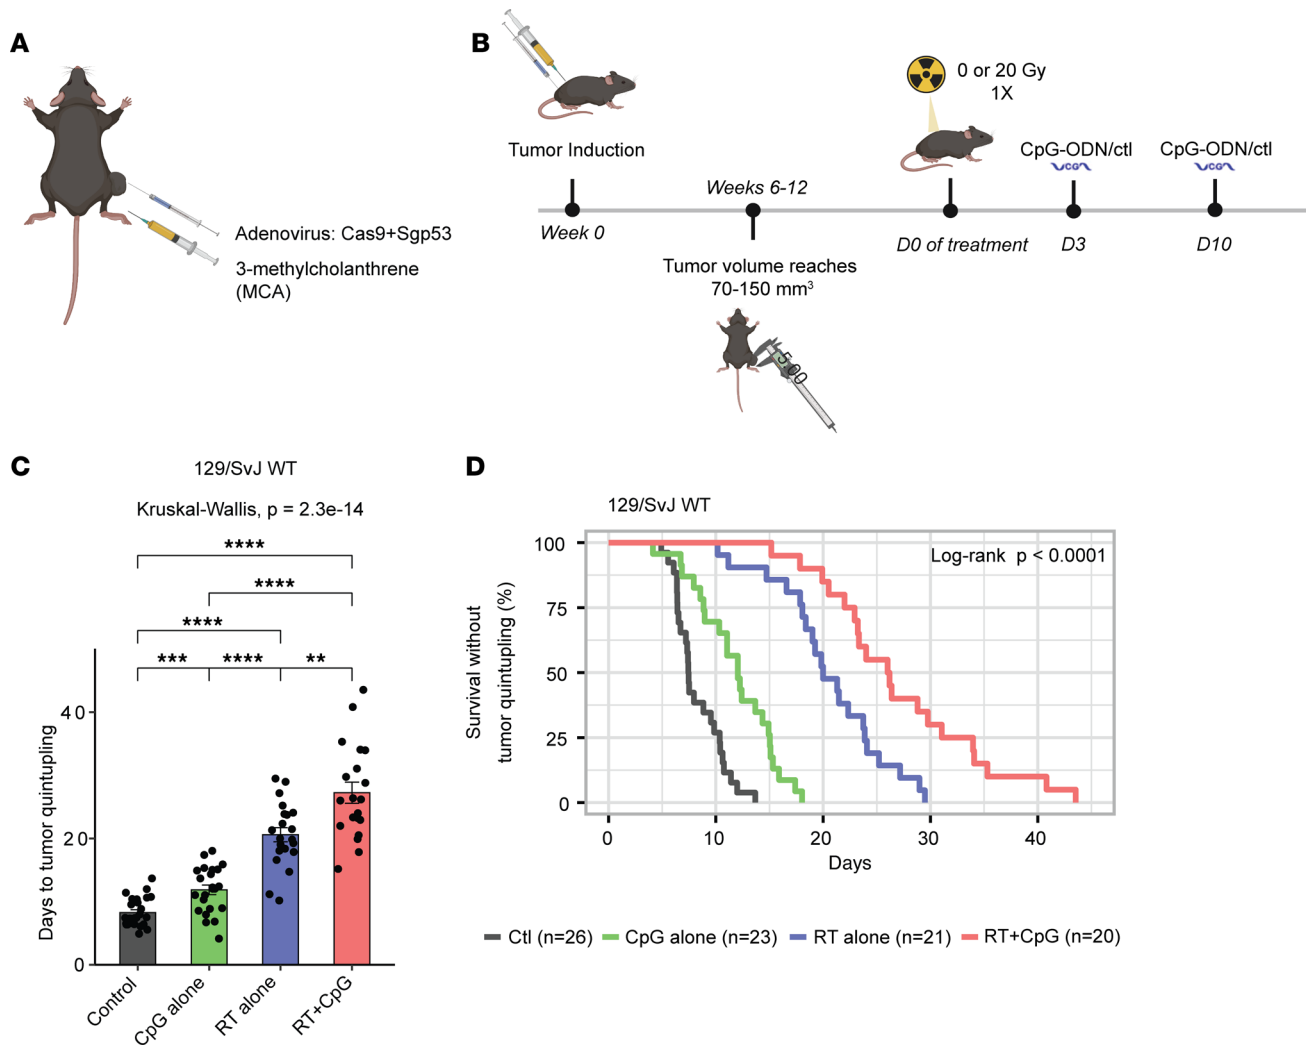 A
Adenovirus: Cas9+Sgp53
3-methylcholanthrene
(MCA)
B
0 or 20 Gy
1X
Tumor Induction
CpG-ODN/ctl
CG
CpG-ODN/ctl
CG
Weeks 6-12
Week 0
D0 of treatment
D3
D10
Tumor volume reaches
70-150 mm³
5.00
C
129/SvJ WT
Kruskal-Wallis, p = 2.3e-14
****
****
****
***
****
**
Days to tumor quintupling
40
20
0
Control
CpG alone
RT alone
RT+CpG
D
129/SvJ WT
Log-rank p < 0.0001
Survival without
tumor quintupling (%)
100
75
50
25
0
0
10
20
30
40
Days
Ctl (n=26)
CpG alone (n=23)
RT alone (n=21)
RT+CpG (n=20)